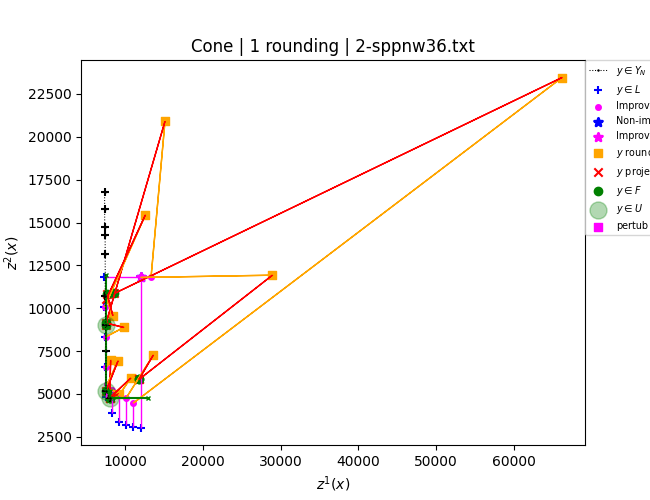 Cone | 1 rounding | 2-sppnw36.txt
22500
20000
17500
15000
12500
10000
7500
5000
2500
z²(x)
10000 20000 30000 40000 50000 60000
z¹(x)
y ∈ Y_N
y ∈ L
Improv
Non-im
Improv
y roun
y proje
y ∈ F
y ∈ U
pertub